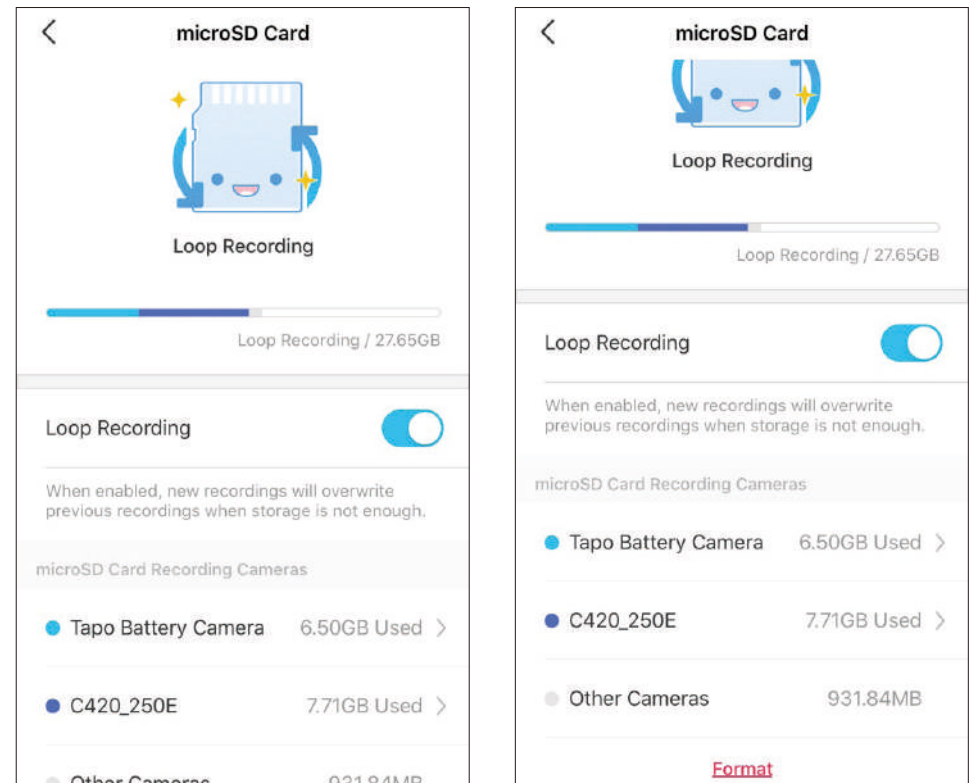 microSD Card
Loop Recording
Loop Recording / 27.65GB
Loop Recording
When enabled, new recordings will overwrite
previous recordings when storage is not enough.
microSD Card Recording Cameras
Tapo Battery Camera 6.50GB Used
C420_250E 7.71GB Used
Other Cameras 931.84MB
microSD Card
Loop Recording
Loop Recording / 27.65GB
Loop Recording
When enabled, new recordings will overwrite
previous recordings when storage is not enough.
microSD Card Recording Cameras
Tapo Battery Camera 6.50GB Used
C420_250E 7.71GB Used
Other Cameras 931.84MB
Format